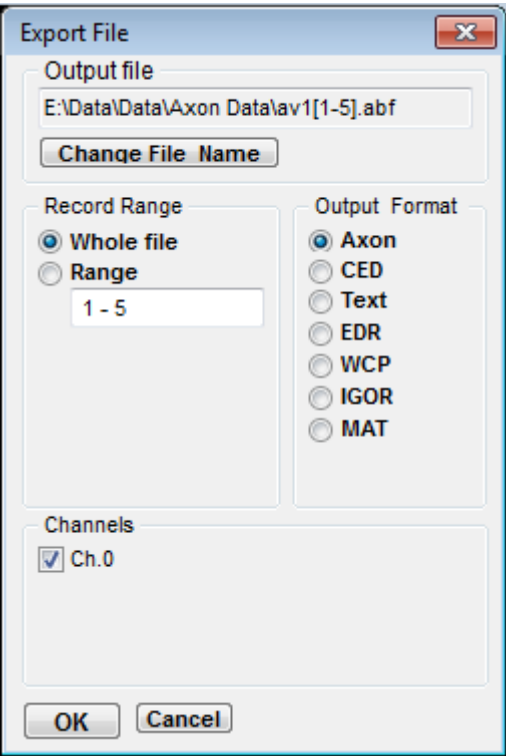 Export File
Output file
E:\Data\Data\Axon Data\av1[1-5].abf
Change File Name
Record Range
Whole file
Range
1 - 5
Output Format
Axon
CED
Text
EDR
WCP
IGOR
MAT
Channels
Ch.0
OK
Cancel